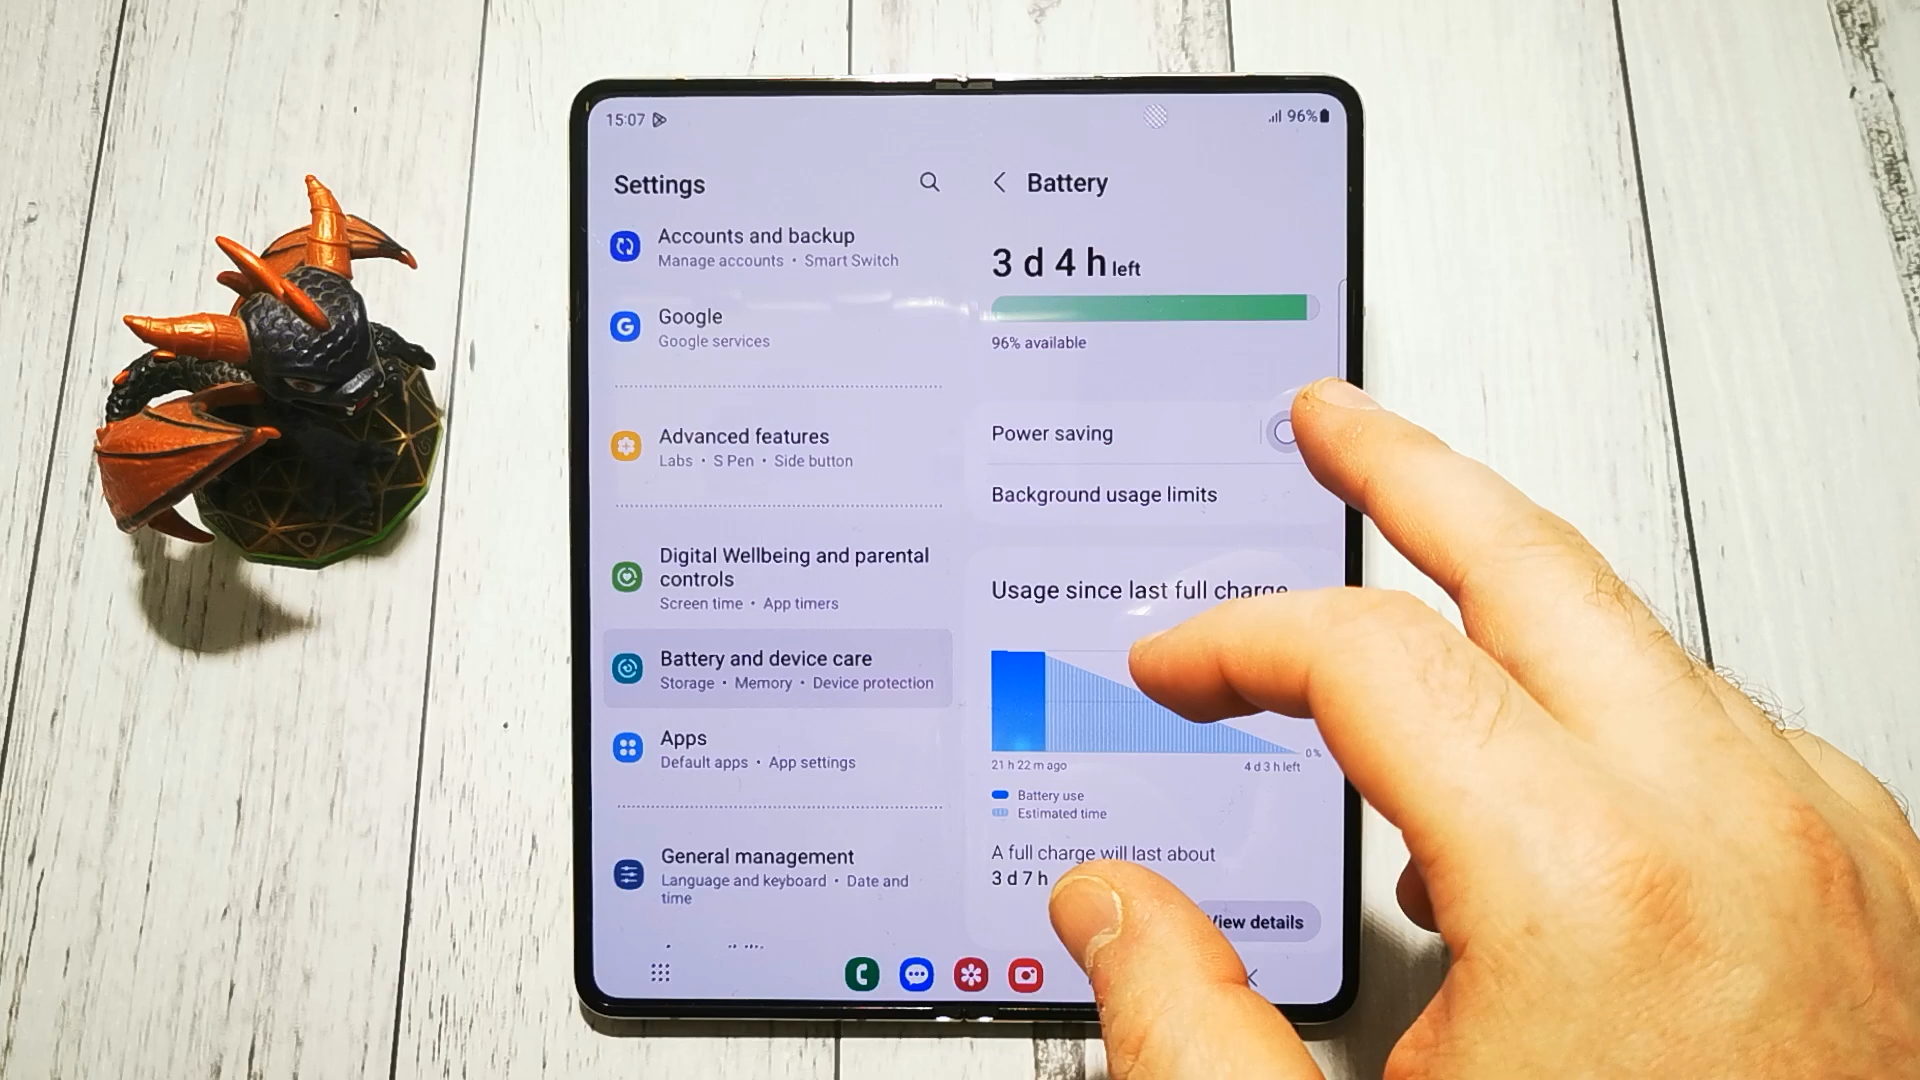 15:07
96%
Settings
Accounts and backup
Manage accounts • Smart Switch
Google
Google services
Advanced features
Labs • S Pen • Side button
Digital Wellbeing and parental
controls
Screen time • App timers
Battery and device care
Storage • Memory • Device protection
Apps
Default apps • App settings
General management
Language and keyboard • Date and
time
Battery
3 d 4 h left
96% available
Power saving
Background usage limits
Usage since last full charge
0%
21 h 22 m ago
4 d 3 h left
Battery use
Estimated time
A full charge will last about
3 d 7 h
View details